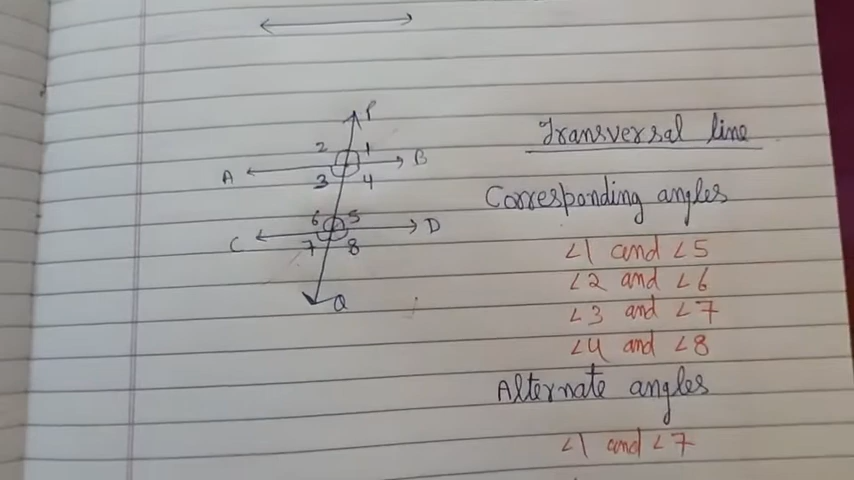 P
2 1
A B
3 4
6 5
C D
7 8
Q
Transversal line
Corresponding angles
∠1 and ∠5
∠2 and ∠6
∠3 and ∠7
∠4 and ∠8
Alternate angles
∠1 and ∠7